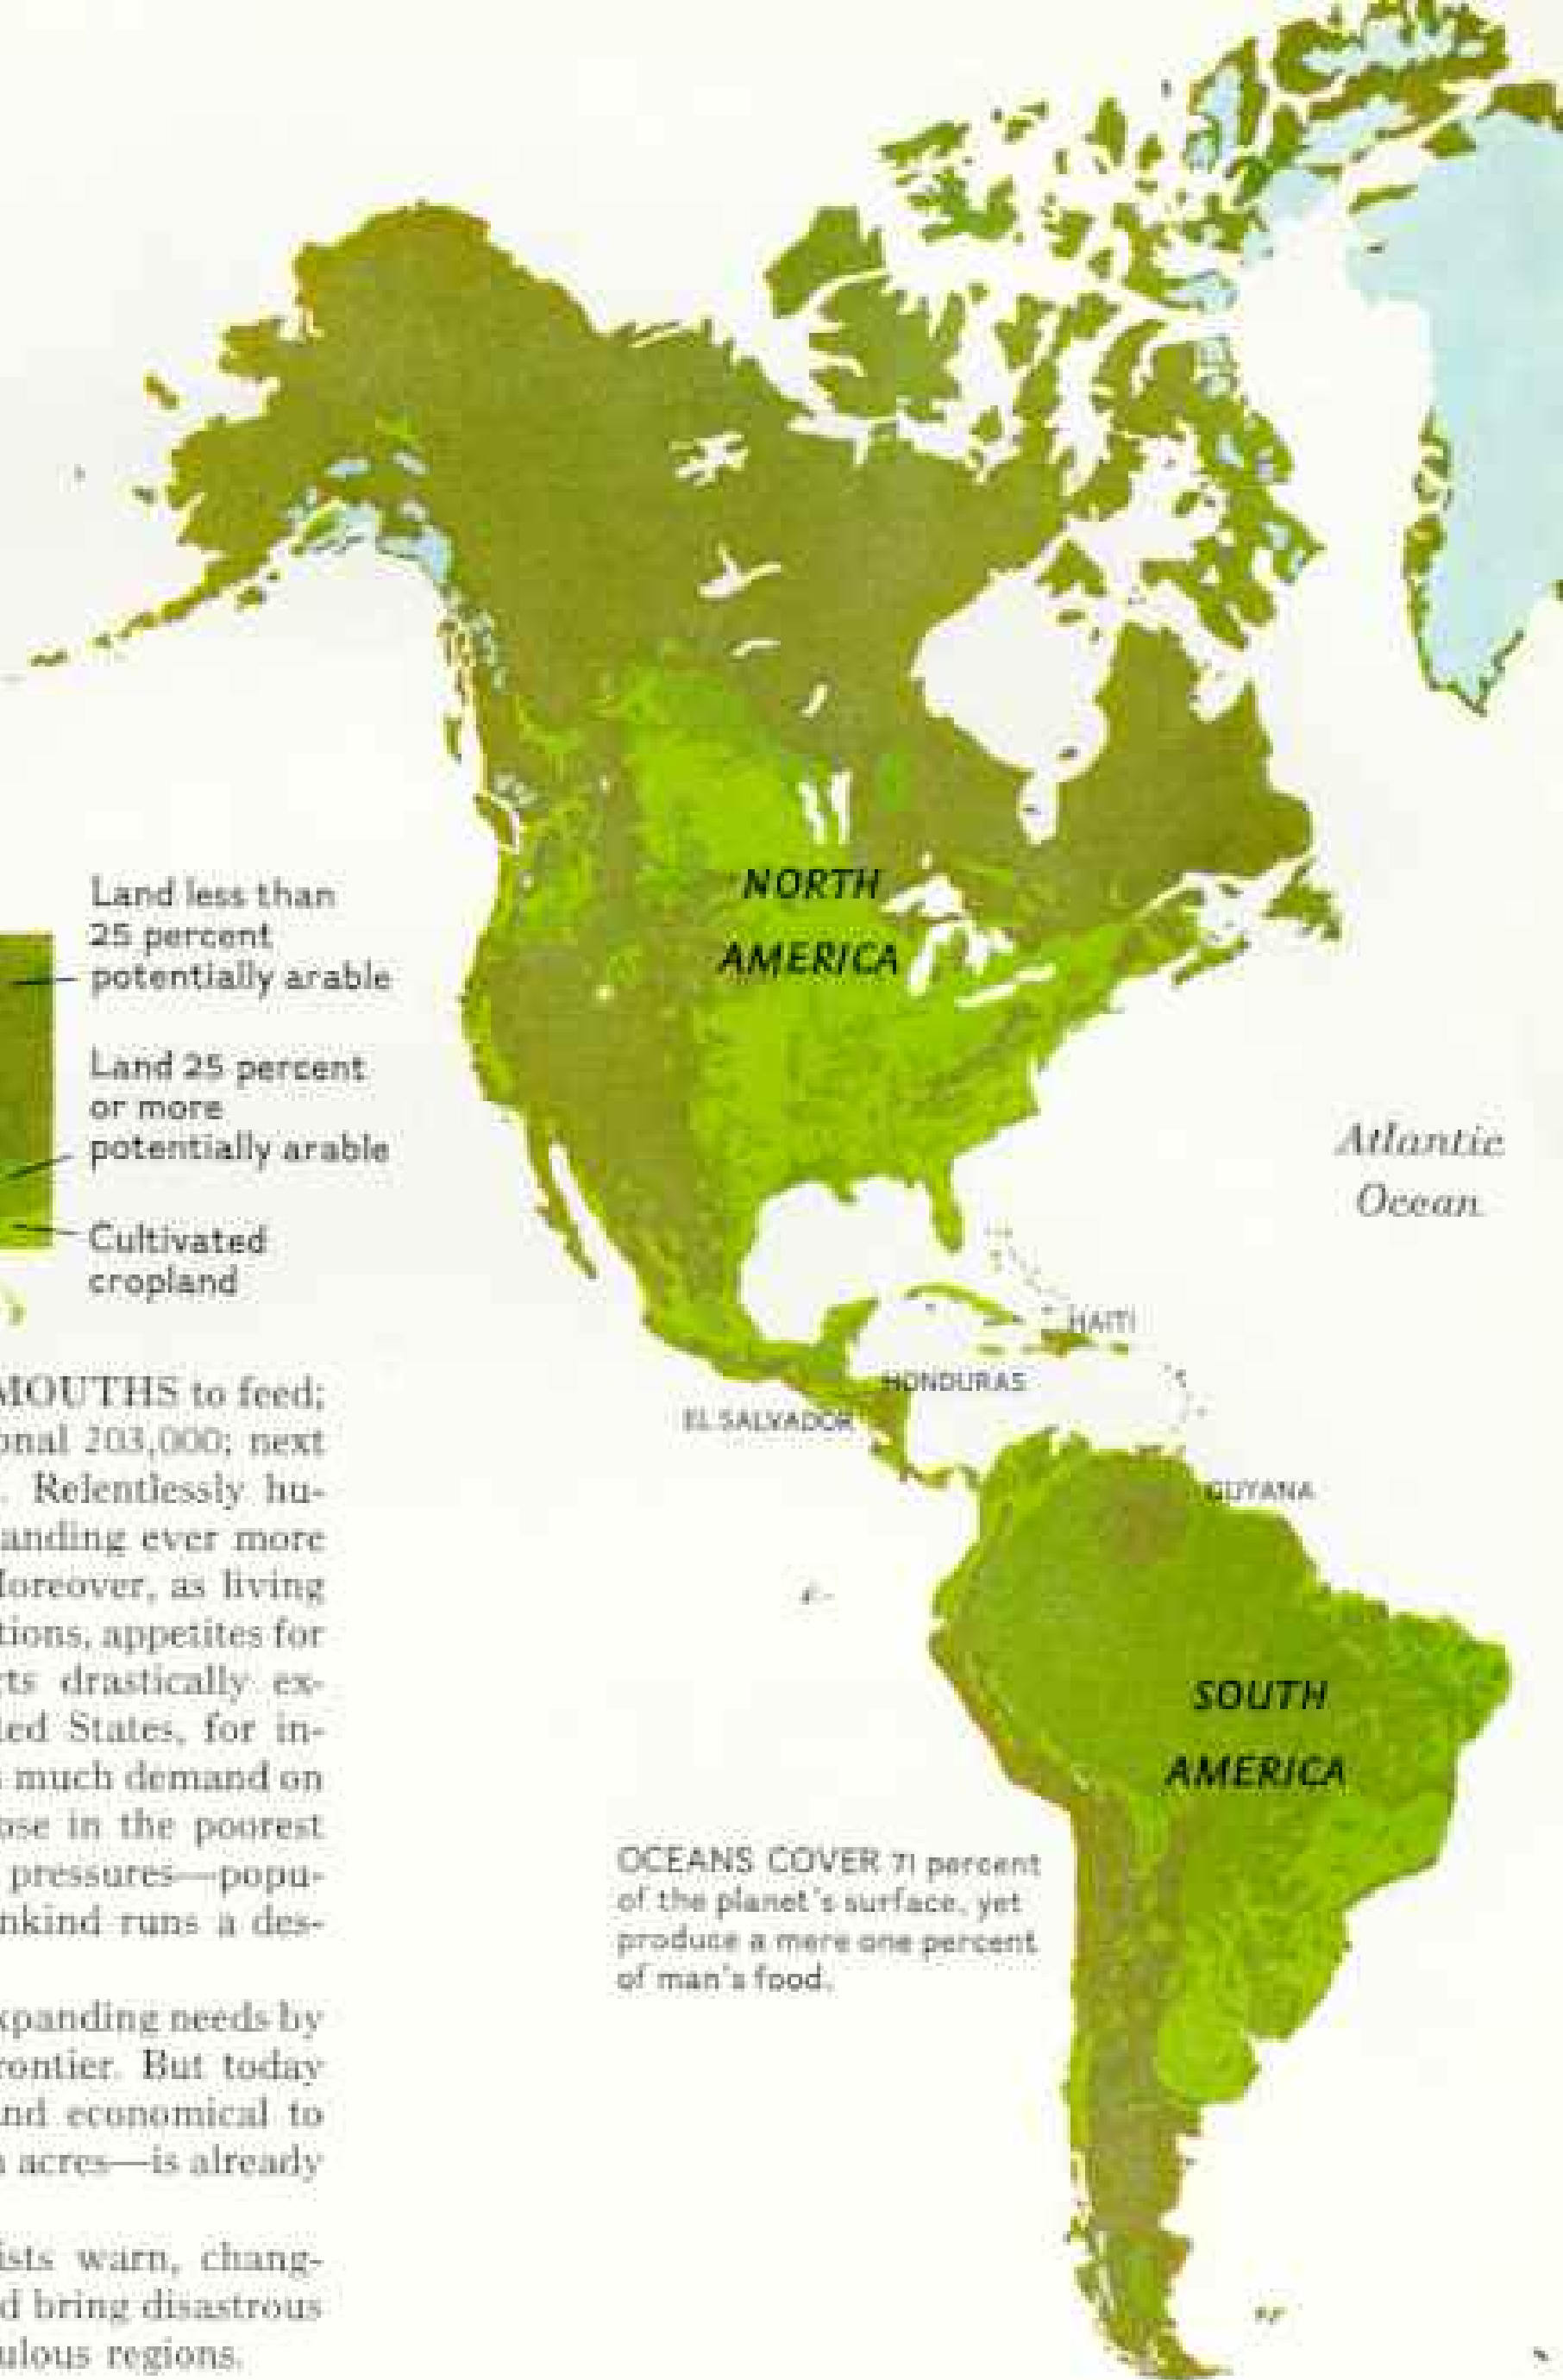 Land less than
25 percent
potentially arable
Land 25 percent
or more
potentially arable
Cultivated
cropland
NORTH
AMERICA
Atlantic
Ocean
HAITI
HONDURAS
EL SALVADOR
GUYANA
SOUTH
AMERICA
OCEANS COVER 71 percent
of the planet's surface, yet
produce a mere one percent
of man's food.
MOUTHS to feed;
onal 203,000; next
. Relentlessly hu-
anding ever more
Moreover, as living
tions, appetites for
ts drastically ex-
ted States, for in-
much demand on
ose in the poorest
pressures—popu-
nkind runs a des-
xpanding needs by
rontier. But today
nd economical to
acres—is already
ists warn, chang-
d bring disastrous
ulous regions.